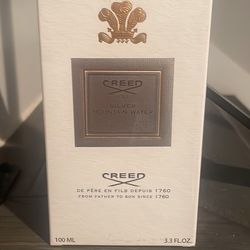 CREED
SILVER
MOUNTAIN WATER
CREED
DE PÈRE EN FILS DEPUIS 1760
FROM FATHER TO SON SINCE 1760
100 ML
3.3 FL.OZ.